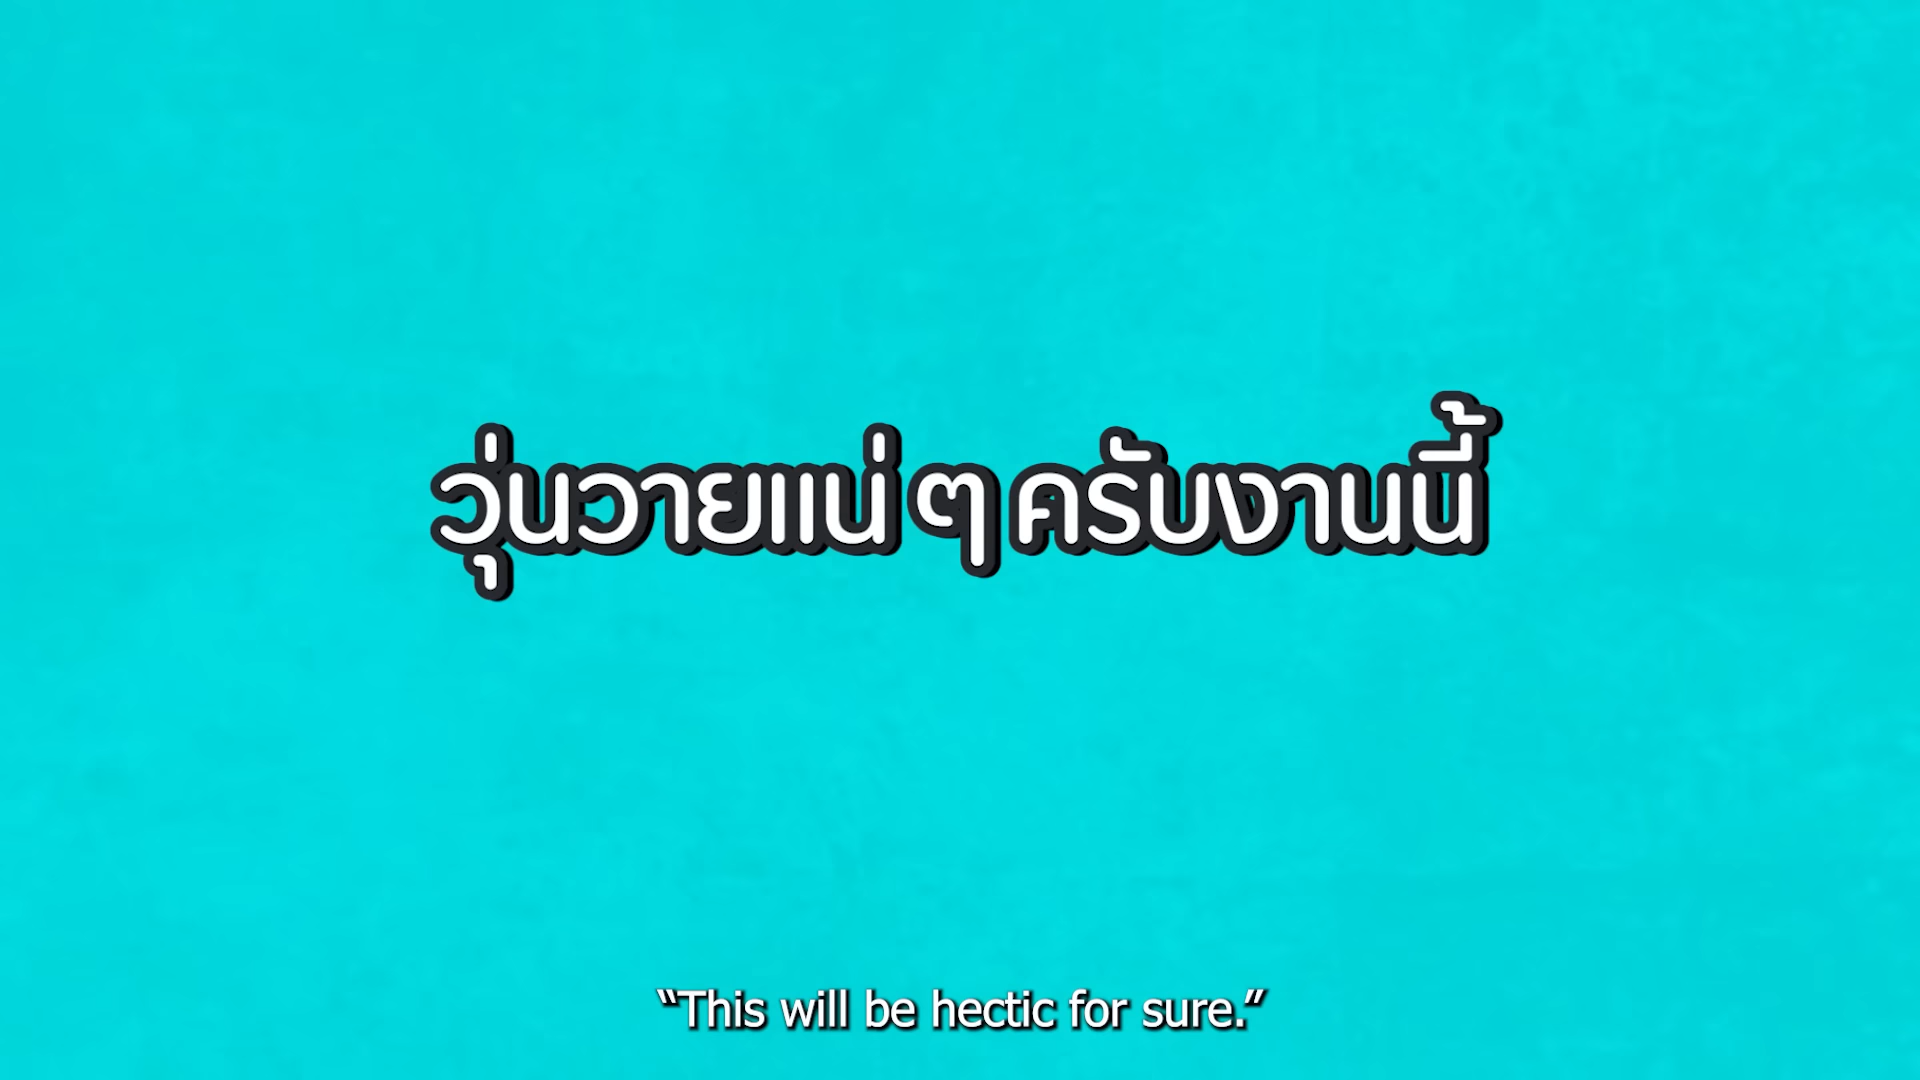 วุ่นวายแน่ ๆ ครับงานนี้
“This will be hectic for sure.”